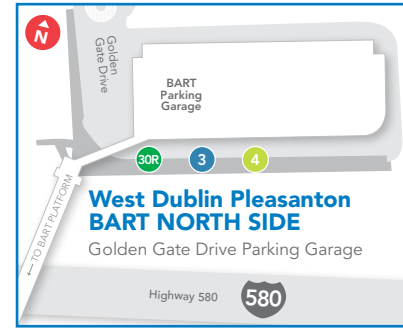 N
Golden
Gate Drive
BART
Parking
Garage
30R
3
4
← TO BART PLATFORM
West Dublin Pleasanton
BART NORTH SIDE
Golden Gate Drive Parking Garage
Highway 580
580